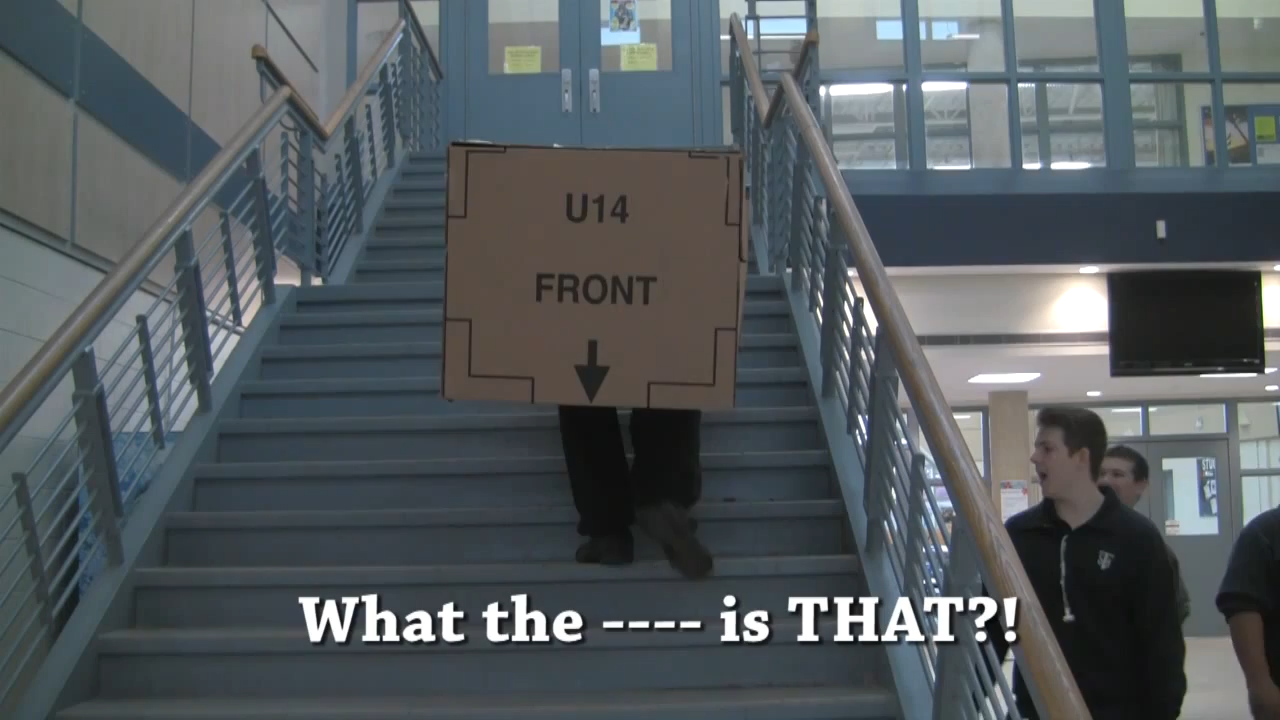 U14
FRONT
What the ---- is THAT?!